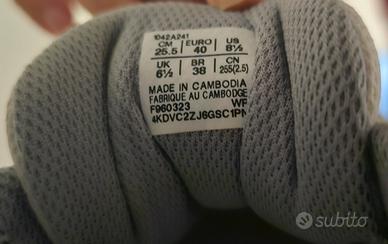 1042A241
CM EURO US
25.5 40 8½
UK BR CN
6½ 38 255(2.5)
MADE IN CAMBODIA
FABRIQUE AU CAMBODGE
F960323 WF
4KDVC2ZJ6GSC1PN
subito